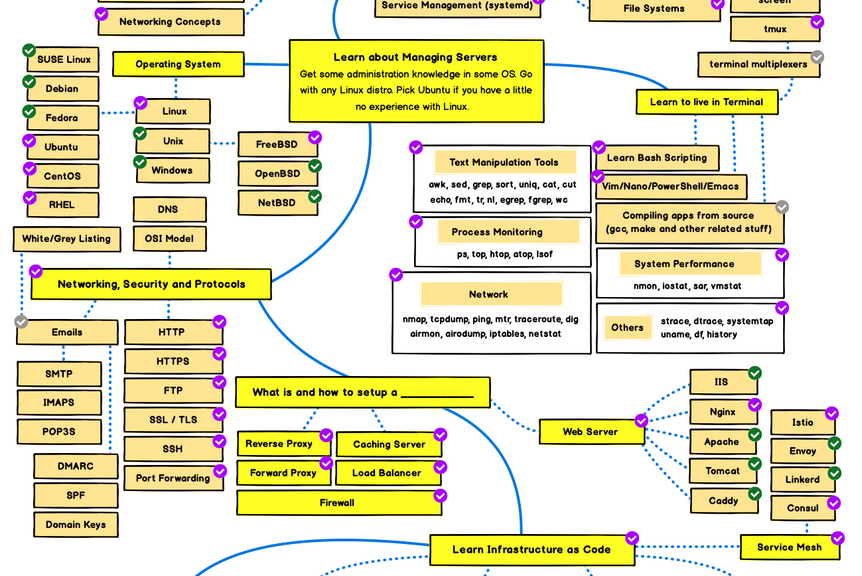 Service Management (systemd)
File Systems
screen
Networking Concepts
tmux
terminal multiplexers
SUSE Linux
Debian
Fedora
Ubuntu
CentOS
RHEL
Operating System
Linux
Unix
Windows
FreeBSD
OpenBSD
NetBSD
Learn about Managing Servers
Get some administration knowledge in some OS. Go
with any Linux distro. Pick Ubuntu if you have a little
no experience with Linux.
Learn to live in Terminal
DNS
OSI Model
White/Grey Listing
Text Manipulation Tools
awk, sed, grep, sort, uniq, cat, cut
echo, fmt, tr, nl, egrep, fgrep, wc
Process Monitoring
ps, top, htop, atop, lsof
Network
nmap, tcpdump, ping, mtr, traceroute, dig
airmon, airodump, iptables, netstat
Learn Bash Scripting
Vim/Nano/PowerShell/Emacs
Compiling apps from source
(gcc, make and other related stuff)
System Performance
nmon, iostat, sar, vmstat
Others
strace, dtrace, systemtap
uname, df, history
Networking, Security and Protocols
Emails
SMTP
IMAPS
POP3S
DMARC
SPF
Domain Keys
HTTP
HTTPS
FTP
SSL / TLS
SSH
Port Forwarding
What is and how to setup a ____________
Reverse Proxy
Caching Server
Forward Proxy
Load Balancer
Firewall
Web Server
IIS
Nginx
Apache
Tomcat
Caddy
Istio
Envoy
Linkerd
Consul
Service Mesh
Learn Infrastructure as Code